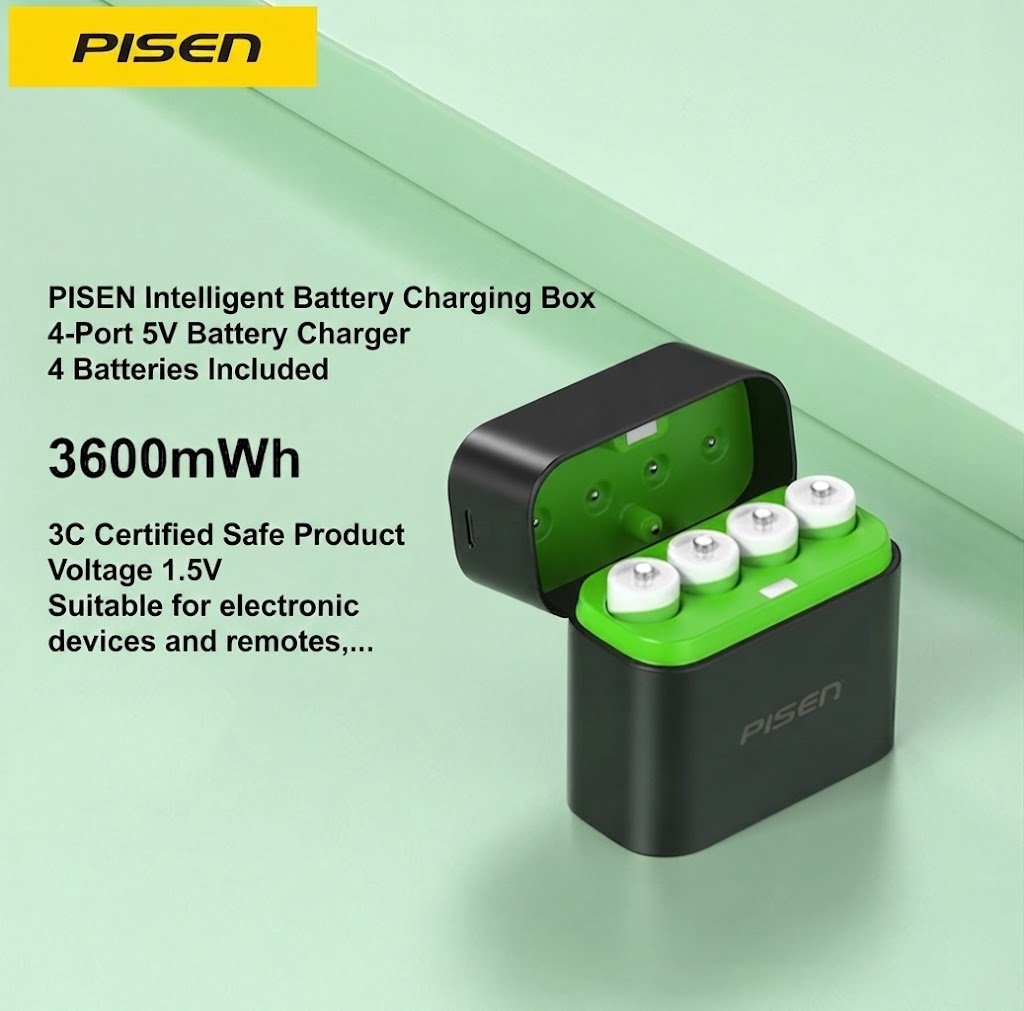 PISEN
PISEN Intelligent Battery Charging Box
4-Port 5V Battery Charger
4 Batteries Included
3600mWh
3C Certified Safe Product
Voltage 1.5V
Suitable for electronic
devices and remotes,...
PISEN